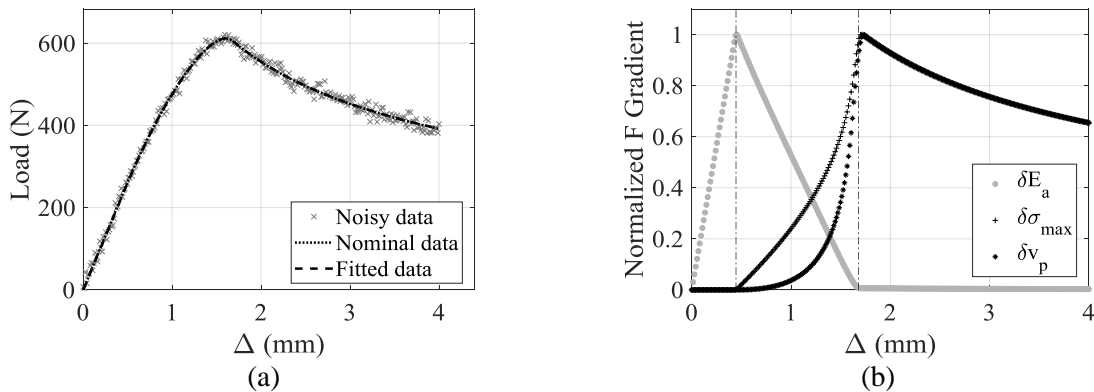 600
400
200
0
Load (N)
Noisy data
Nominal data
Fitted data
0 1 2 3 4
Δ (mm)
(a)
1
0.8
0.6
0.4
0.2
0
Normalized F Gradient
δE_a
δσ_max
δv_p
0 1 2 3 4
Δ (mm)
(b)